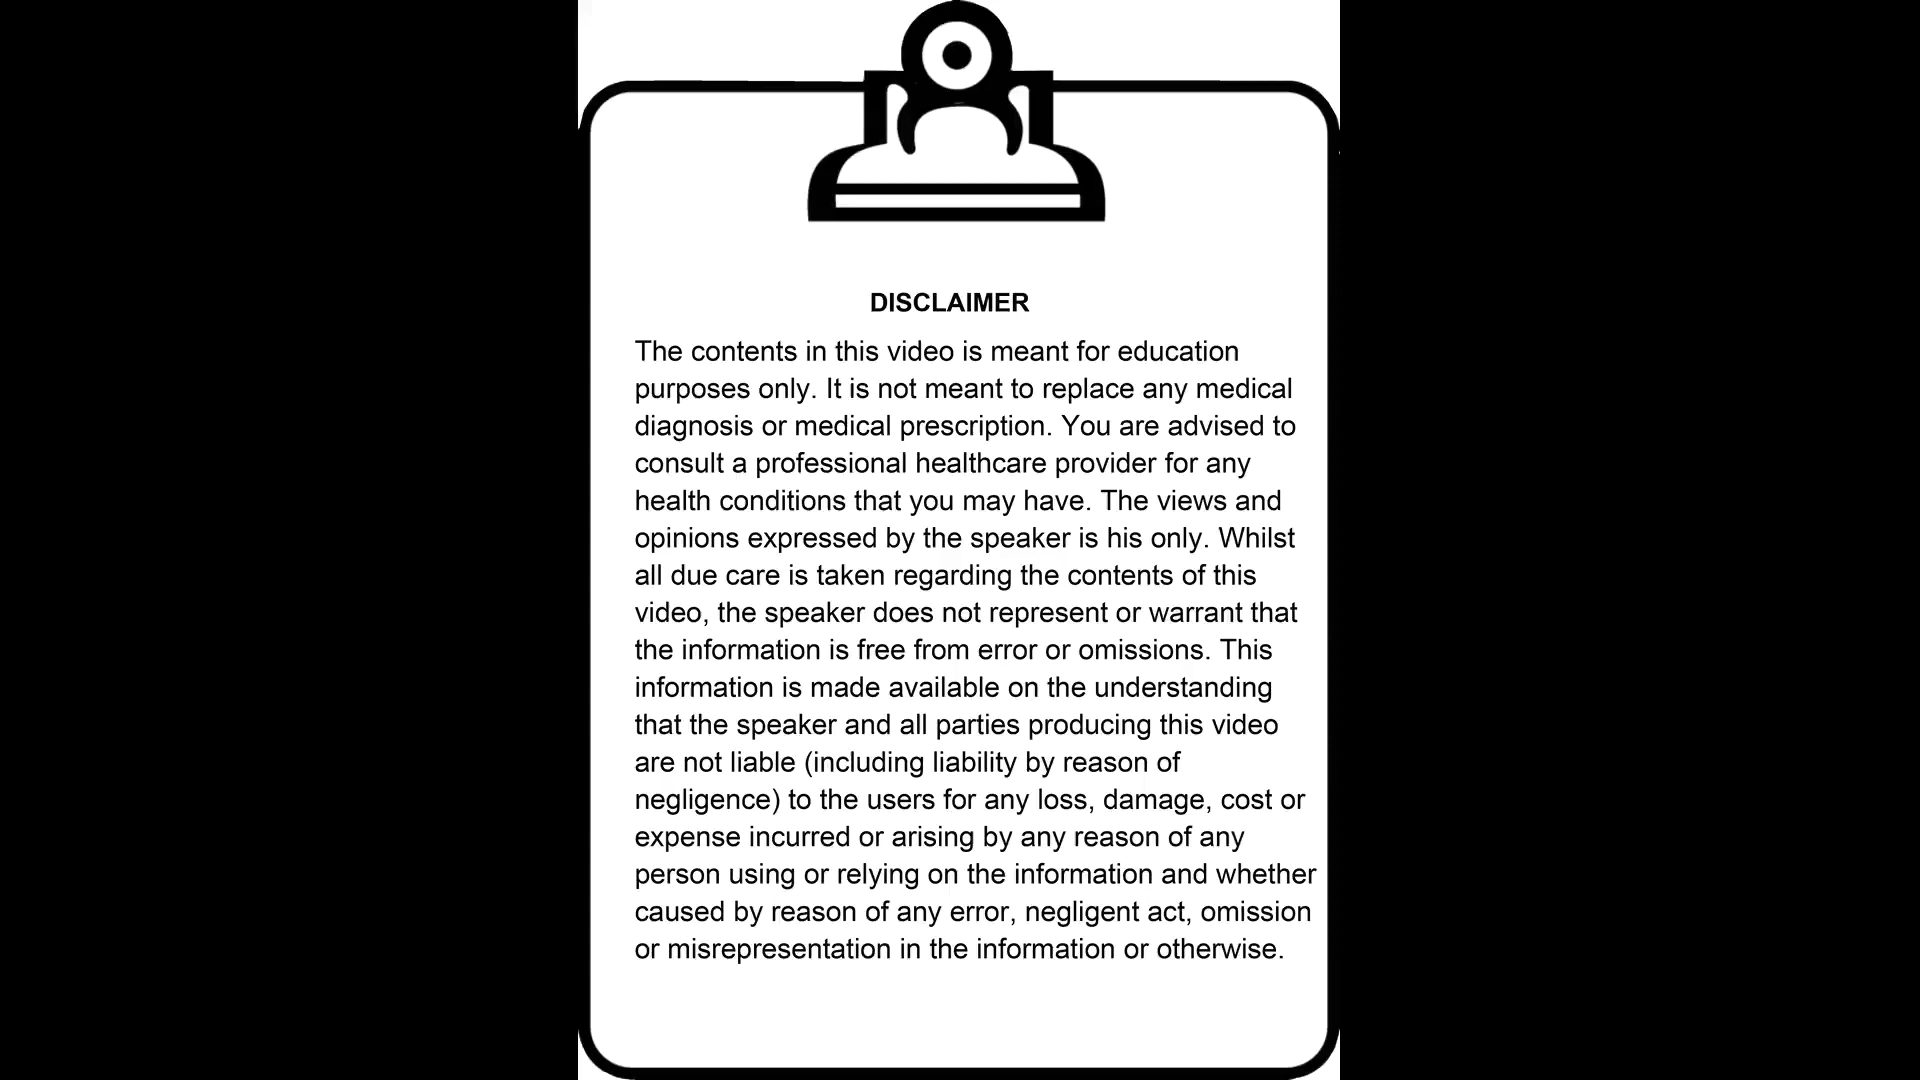 DISCLAIMER
The contents in this video is meant for education
purposes only. It is not meant to replace any medical
diagnosis or medical prescription. You are advised to
consult a professional healthcare provider for any
health conditions that you may have. The views and
opinions expressed by the speaker is his only. Whilst
all due care is taken regarding the contents of this
video, the speaker does not represent or warrant that
the information is free from error or omissions. This
information is made available on the understanding
that the speaker and all parties producing this video
are not liable (including liability by reason of
negligence) to the users for any loss, damage, cost or
expense incurred or arising by any reason of any
person using or relying on the information and whether
caused by reason of any error, negligent act, omission
or misrepresentation in the information or otherwise.